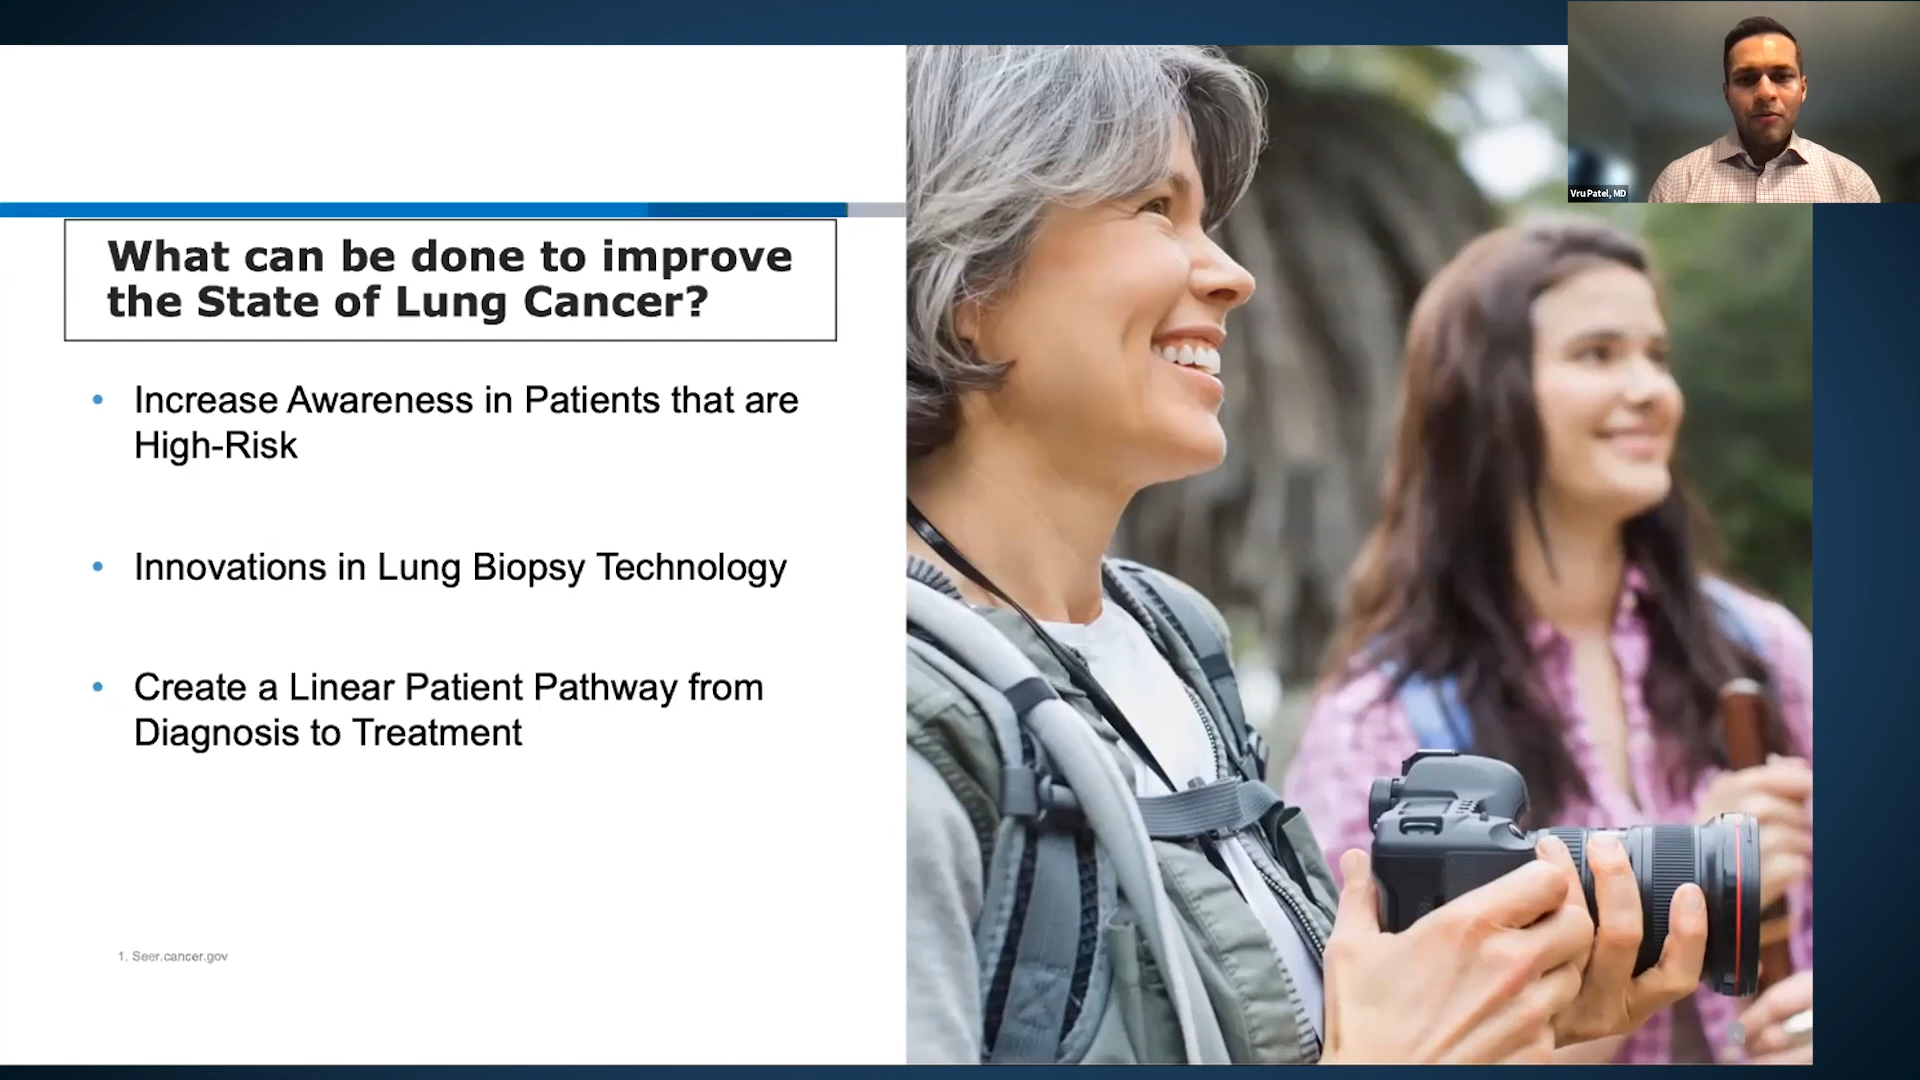 Vru Patel, MD
What can be done to improve
the State of Lung Cancer?
• Increase Awareness in Patients that are
High-Risk
• Innovations in Lung Biopsy Technology
• Create a Linear Patient Pathway from
Diagnosis to Treatment
1. Seer.cancer.gov